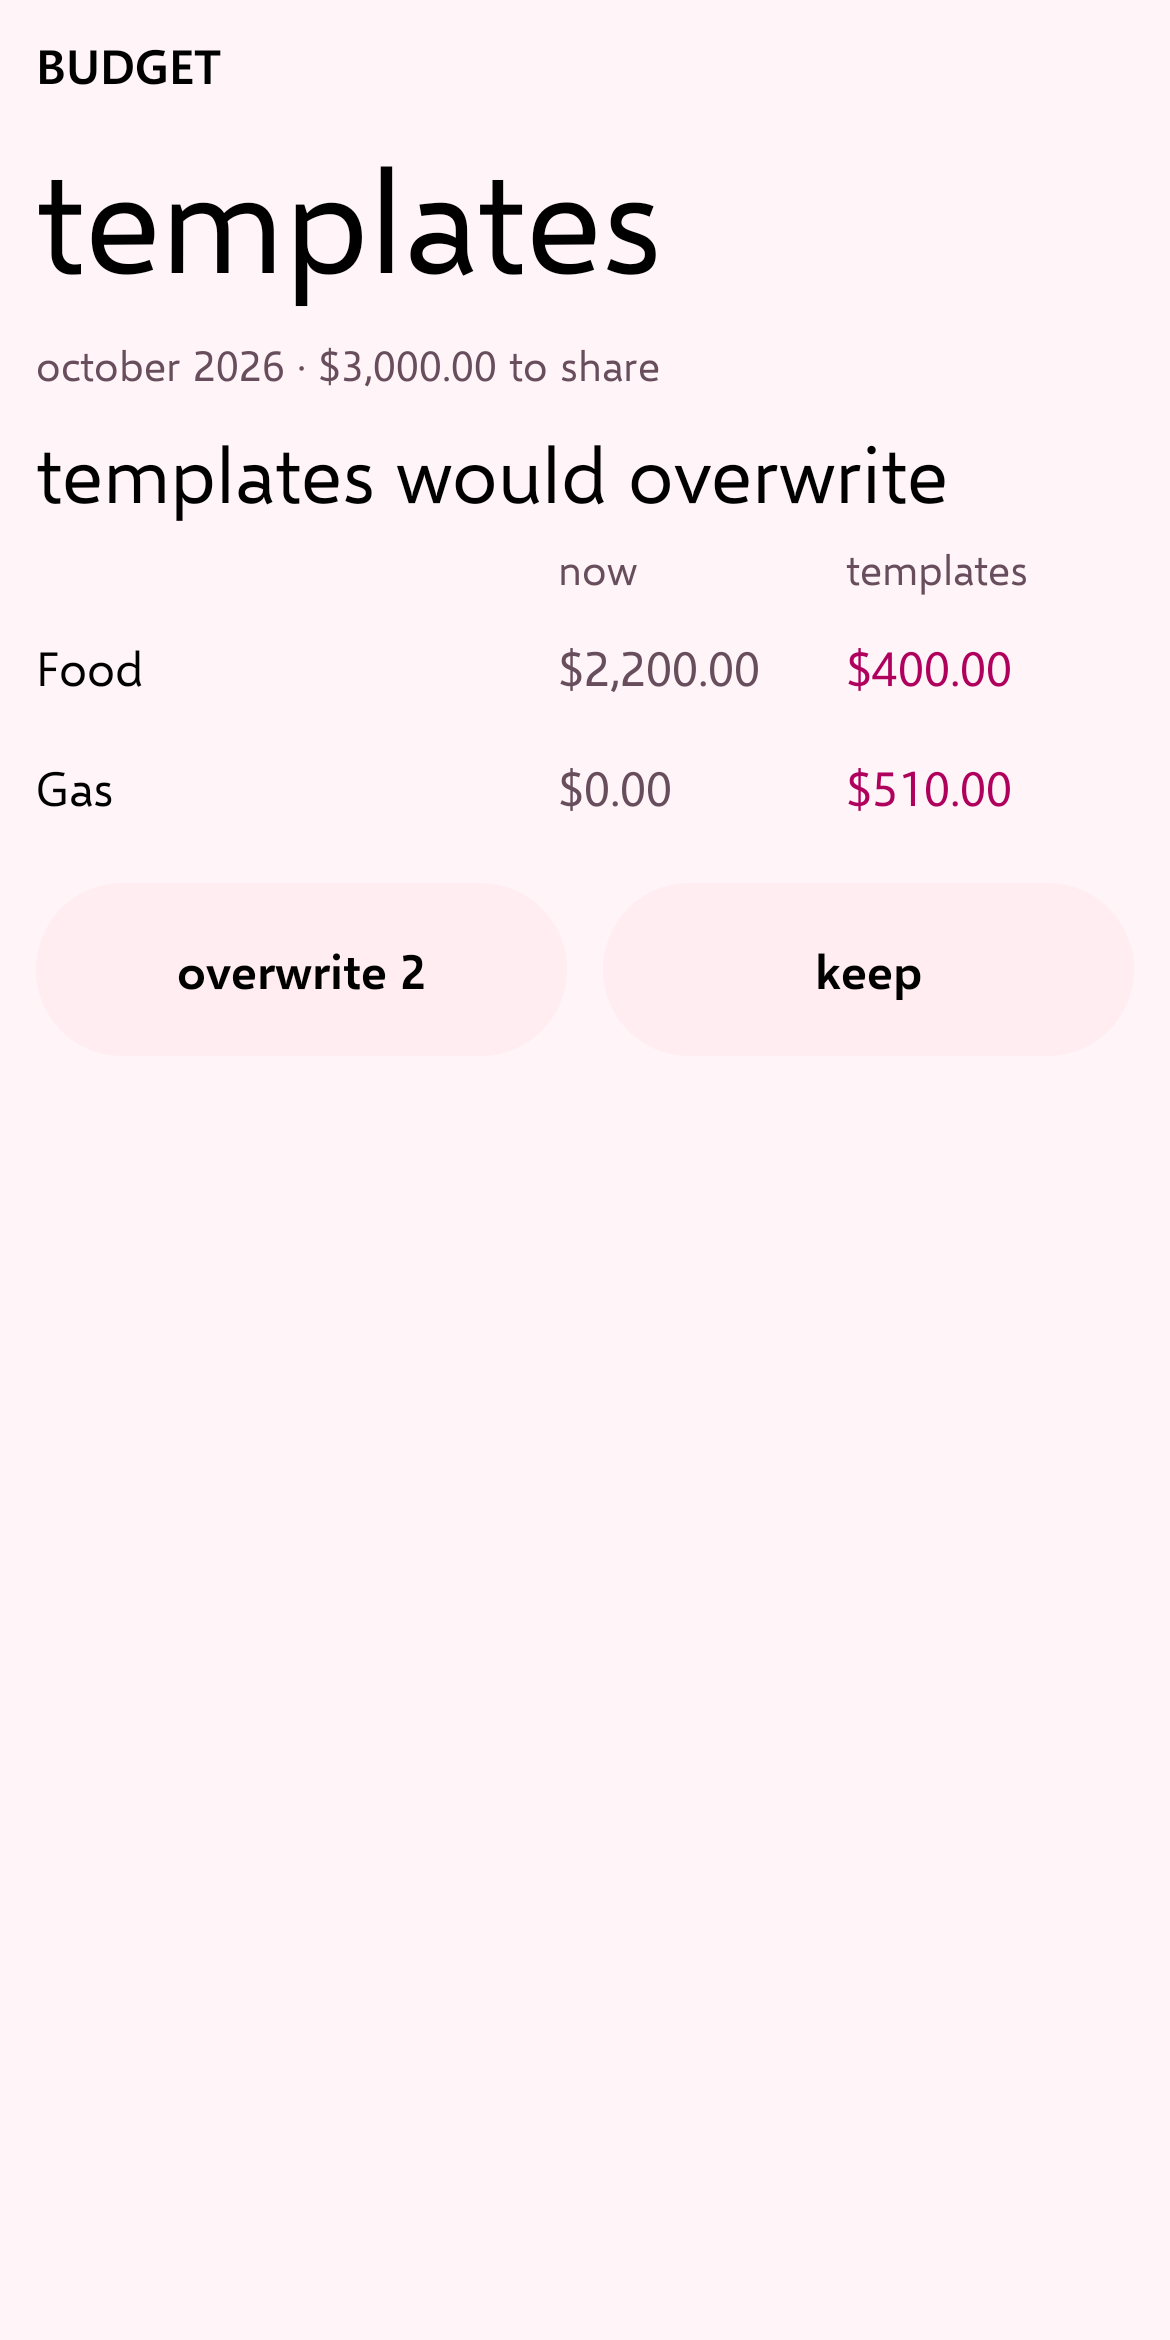 BUDGET
templates
october 2026 · $3,000.00 to share
templates would overwrite
now templates
Food $2,200.00 $400.00
Gas $0.00 $510.00
overwrite 2 keep